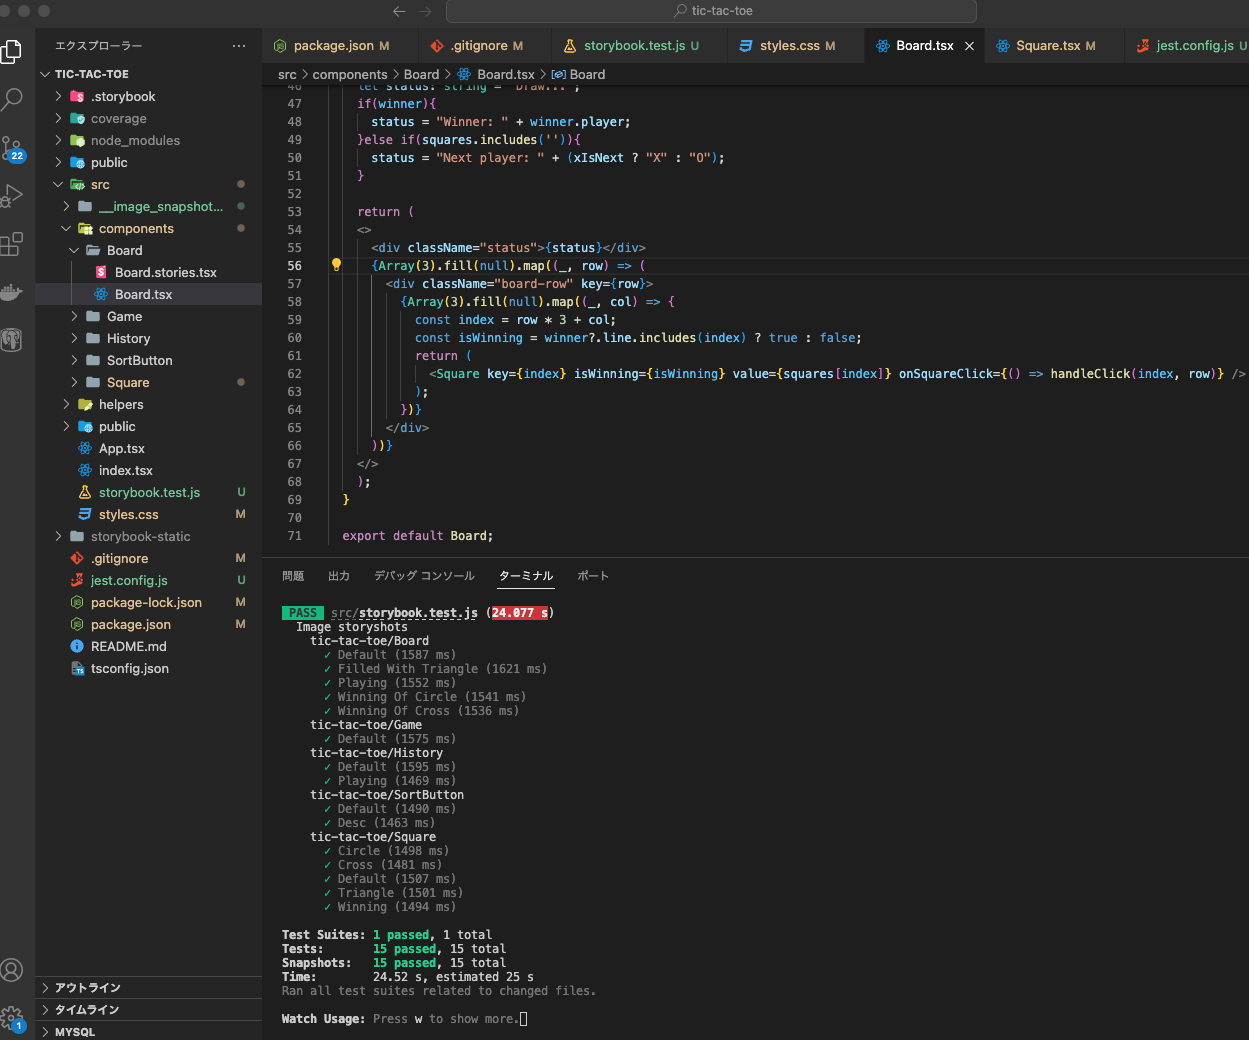 tic-tac-toe
エクスプローラー ...
package.json M
.gitignore M
storybook.test.js U
styles.css M
Board.tsx
Square.tsx M
jest.config.js U
src > components > Board > Board.tsx > Board
TIC-TAC-TOE
.storybook
coverage
node_modules
public
src
__image_snapshot...
components
Board
Board.stories.tsx
Board.tsx
Game
History
SortButton
Square
helpers
public
App.tsx
index.tsx
storybook.test.js U
styles.css M
storybook-static
.gitignore M
jest.config.js U
package-lock.json M
package.json M
README.md
tsconfig.json
アウトライン
タイムライン
MYSQL
22
1
46 let status: string = "Draw...";
47 if(winner){
48 status = "Winner: " + winner.player;
49 }else if(squares.includes('')){
50 status = "Next player: " + (xIsNext ? "X" : "O");
51 }
52
53 return (
54 <>
55 <div className="status">{status}</div>
56 {Array(3).fill(null).map((_, row) => (
57 <div className="board-row" key={row}>
58 {Array(3).fill(null).map((_, col) => {
59 const index = row * 3 + col;
60 const isWinning = winner?.line.includes(index) ? true : false;
61 return (
62 <Square key={index} isWinning={isWinning} value={squares[index]} onSquareClick={() => handleClick(index, row)} />
63 );
64 })}
65 </div>
66 ))}
67 </>
68 );
69 }
70
71 export default Board;
問題 出力 デバッグ コンソール ターミナル ポート
PASS src/storybook.test.js (24.077 s)
Image storyshots
tic-tac-toe/Board
✓ Default (1587 ms)
✓ Filled With Triangle (1621 ms)
✓ Playing (1552 ms)
✓ Winning Of Circle (1541 ms)
✓ Winning Of Cross (1536 ms)
tic-tac-toe/Game
✓ Default (1575 ms)
tic-tac-toe/History
✓ Default (1595 ms)
✓ Playing (1469 ms)
tic-tac-toe/SortButton
✓ Default (1490 ms)
✓ Desc (1463 ms)
tic-tac-toe/Square
✓ Circle (1498 ms)
✓ Cross (1481 ms)
✓ Default (1507 ms)
✓ Triangle (1501 ms)
✓ Winning (1494 ms)
Test Suites: 1 passed, 1 total
Tests: 15 passed, 15 total
Snapshots: 15 passed, 15 total
Time: 24.52 s, estimated 25 s
Ran all test suites related to changed files.
Watch Usage: Press w to show more.